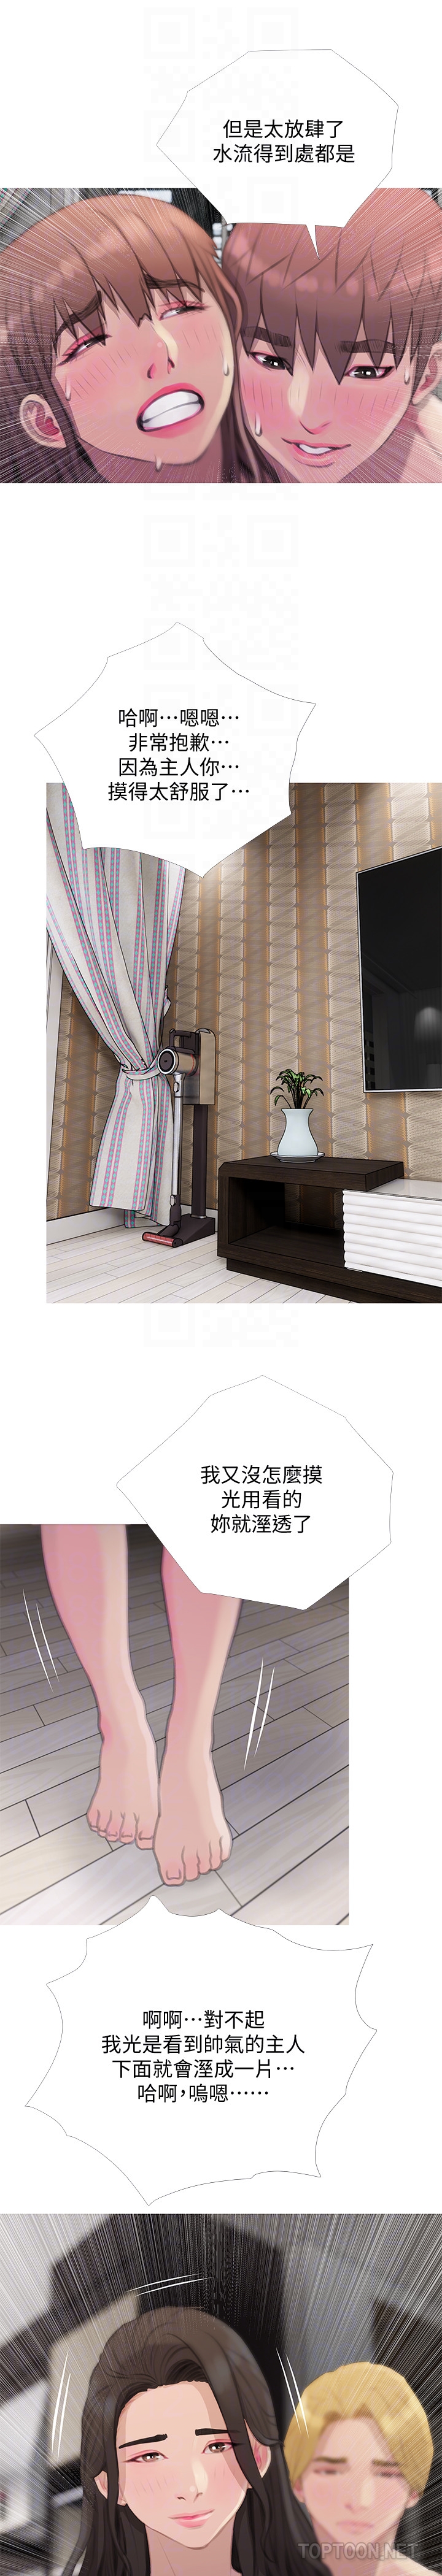 但是太放肆了
水流得到處都是
哈啊⋯嗯嗯⋯
非常抱歉⋯
因為主人你⋯
摸得太舒服了⋯
我又沒怎麼摸
光用看的
妳就溼透了
啊啊⋯對不起
我光是看到帥氣的主人
下面就會溼成一片⋯
哈啊，嗚嗯⋯⋯
TOPTOON.NET